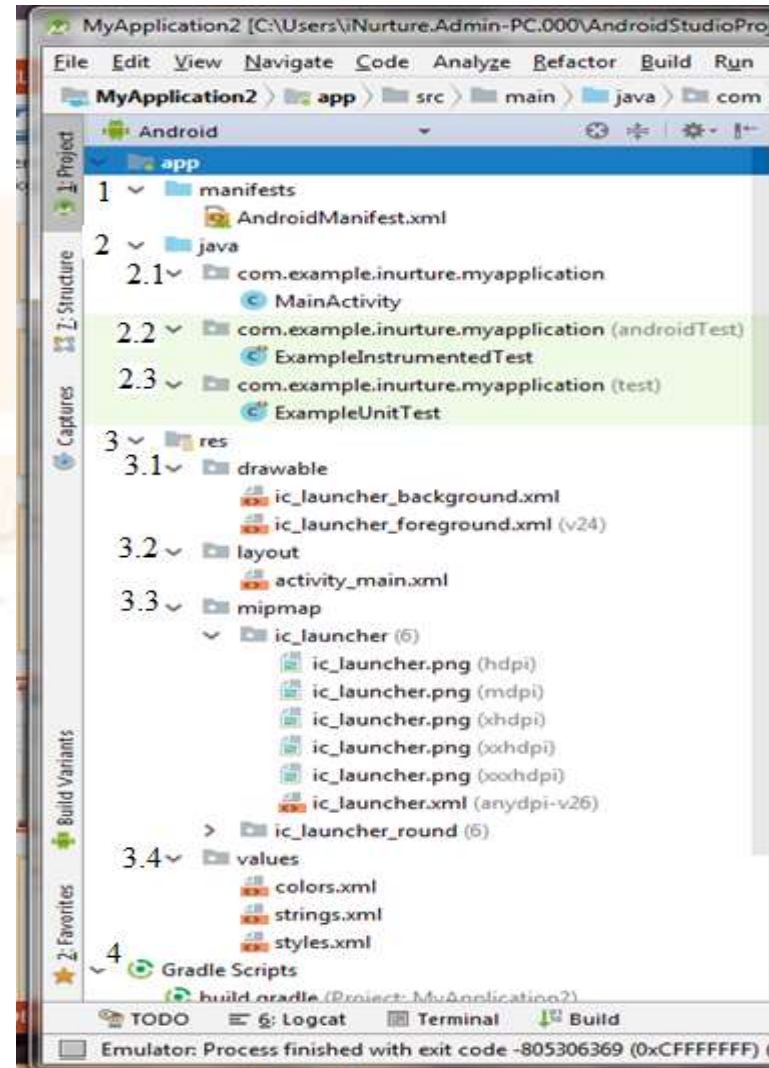 MyApplication2 [C:\Users\iNurture.Admin-PC.000\AndroidStudioPro
File Edit View Navigate Code Analyze Refactor Build Run
MyApplication2 app src main java com
Android
1: Project
app
1 manifests
AndroidManifest.xml
2 java
2.1 com.example.inurture.myapplication
MainActivity
2.2 com.example.inurture.myapplication (androidTest)
ExampleInstrumentedTest
2.3 com.example.inurture.myapplication (test)
ExampleUnitTest
Z: Structure
Captures
3 res
3.1 drawable
ic_launcher_background.xml
ic_launcher_foreground.xml (v24)
3.2 layout
activity_main.xml
3.3 mipmap
ic_launcher (6)
ic_launcher.png (hdpi)
ic_launcher.png (mdpi)
ic_launcher.png (xhdpi)
ic_launcher.png (xxhdpi)
ic_launcher.png (xxxhdpi)
ic_launcher.xml (anydpi-v26)
ic_launcher_round (6)
Build Variants
3.4 values
colors.xml
strings.xml
styles.xml
2: Favorites
4 Gradle Scripts
build.gradle (Project: MyApplication2)
TODO 6: Logcat Terminal Build
Emulator: Process finished with exit code -805306369 (0xCFFFFFFF) (